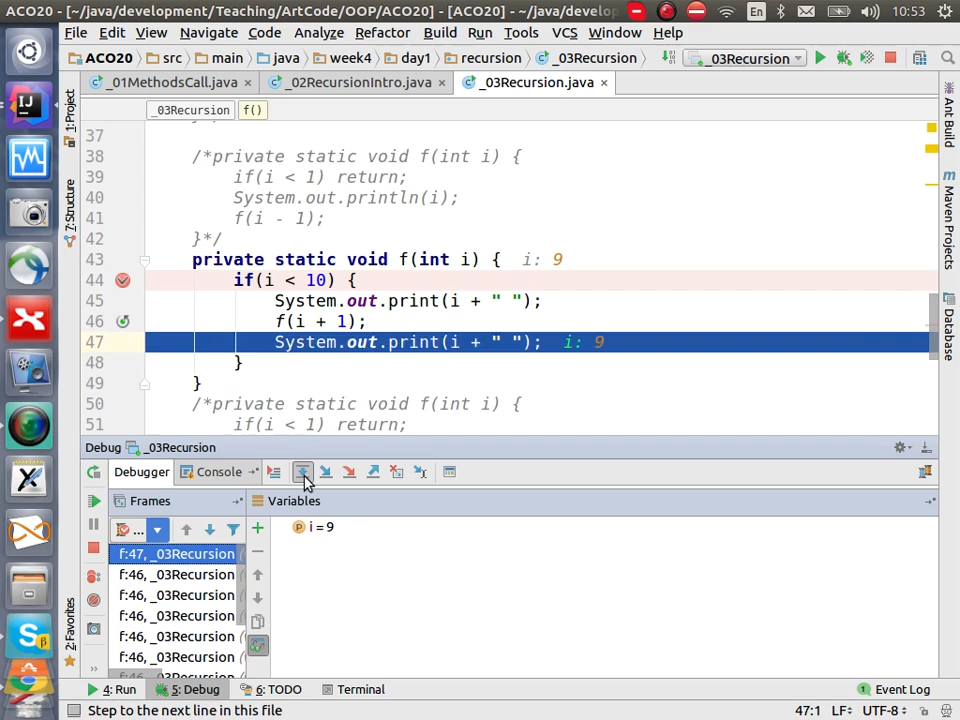 ACO20 - [~/java/development/Teaching/ArtCode/OOP/ACO20] - [ACO20] - ~/java/develop
En
10:53
File Edit View Navigate Code Analyze Refactor Build Run Tools VCS Window Help
ACO20 src main java week4 day1 recursion _03Recursion
_03Recursion
_01MethodsCall.java × _02RecursionIntro.java × _03Recursion.java ×
_03Recursion f()
37
38 /*private static void f(int i) {
39 if(i < 1) return;
40 System.out.println(i);
41 f(i - 1);
42 }*/
43 private static void f(int i) { i: 9
44 if(i < 10) {
45 System.out.print(i + " ");
46 f(i + 1);
47 System.out.print(i + " "); i: 9
48 }
49 }
50 /*private static void f(int i) {
51 if(i < 1) return;
1: Project
7: Structure
2: Favorites
Ant Build
m
Maven Projects
Database
Debug _03Recursion
Debugger Console
Frames
Variables
...
i = 9
f:47, _03Recursion
f:46, _03Recursion
f:46, _03Recursion
f:46, _03Recursion
f:46, _03Recursion
f:46, _03Recursion
4: Run 5: Debug 6: TODO Terminal
1 Event Log
Step to the next line in this file
47:1 LF÷ UTF-8÷